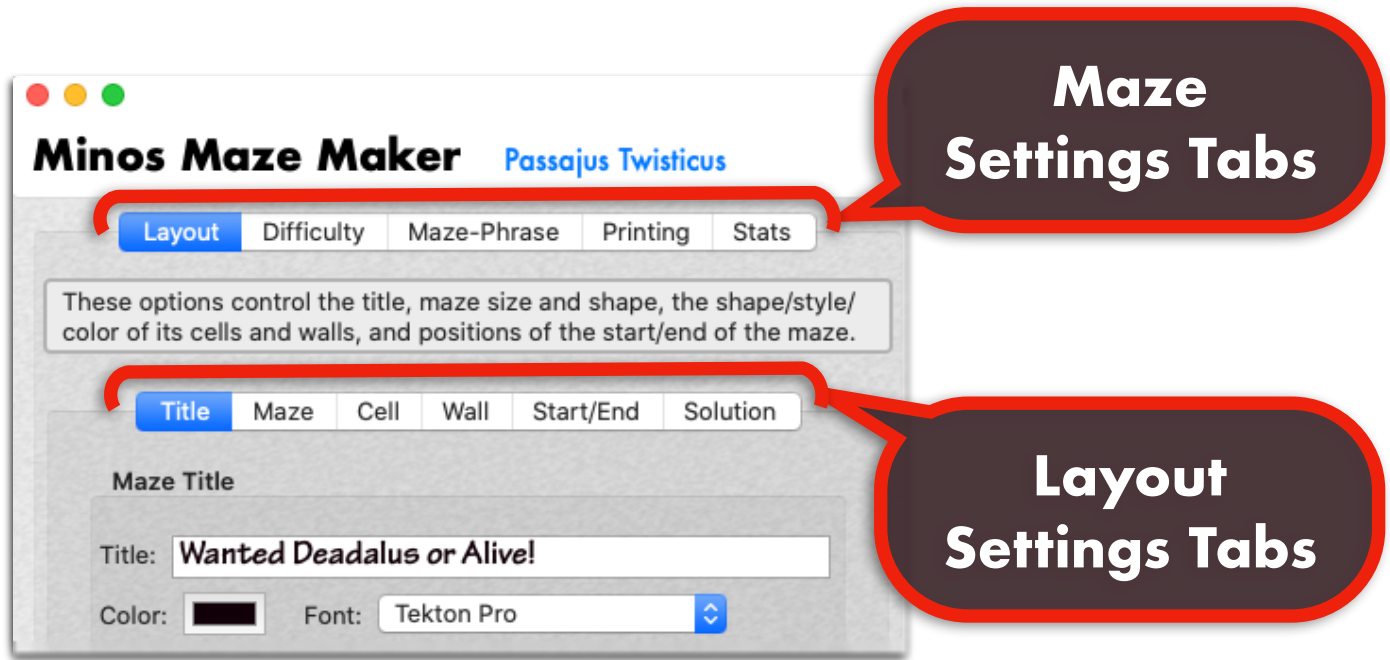 Maze
Settings Tabs
Minos Maze Maker Passajus Twisticus
Layout Difficulty Maze-Phrase Printing Stats
These options control the title, maze size and shape, the shape/style/
color of its cells and walls, and positions of the start/end of the maze.
Title Maze Cell Wall Start/End Solution
Layout
Settings Tabs
Maze Title
Title: Wanted Deadalus or Alive!
Color: Font: Tekton Pro